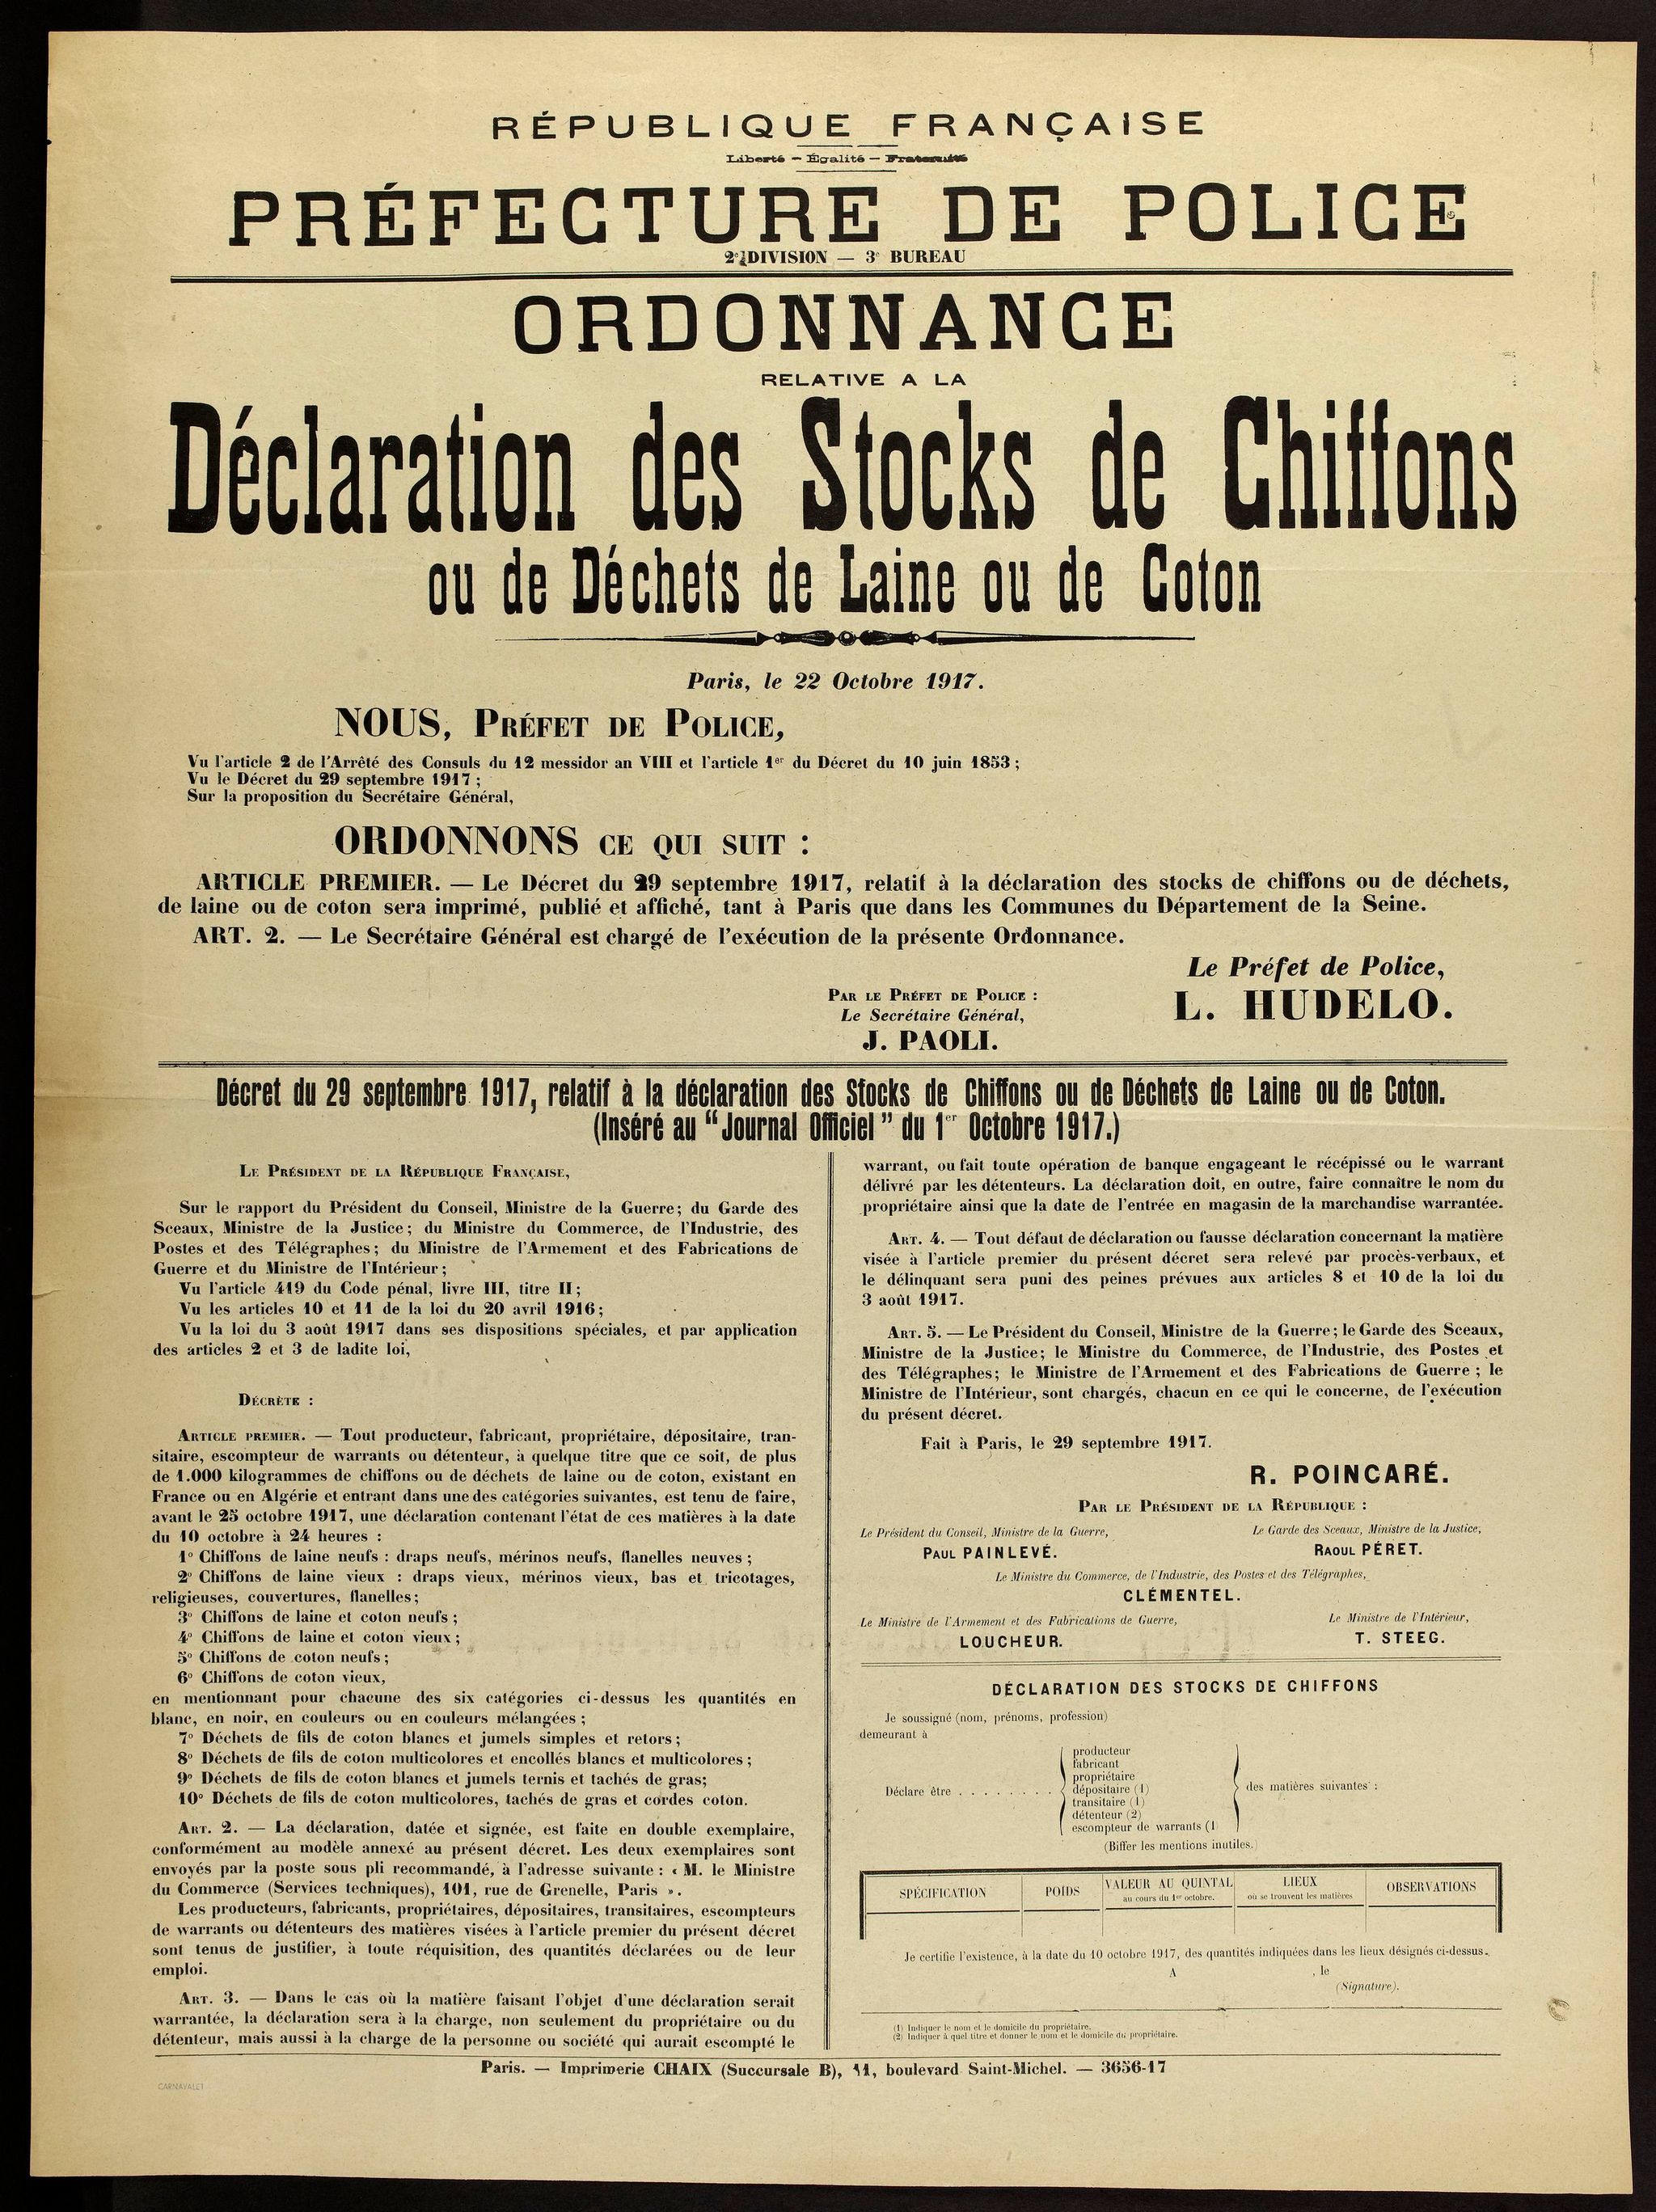 RÉPUBLIQUE FRANÇAISE
Liberté — Égalité — Fraternité
PRÉFECTURE DE POLICE
2e DIVISION — 3e BUREAU
ORDONNANCE
RELATIVE A LA
Déclaration des Stocks de Chiffons
ou de Déchets de Laine ou de Coton
Paris, le 22 Octobre 1917.
NOUS, PRÉFET DE POLICE,
Vu l'article 2 de l'Arrêté des Consuls du 12 messidor an VIII et l'article 1er du Décret du 10 juin 1853 ;
Vu le Décret du 29 septembre 1917 ;
Sur la proposition du Secrétaire Général,
ORDONNONS CE QUI SUIT :
ARTICLE PREMIER. — Le Décret du 29 septembre 1917, relatif à la déclaration des stocks de chiffons ou de déchets,
de laine ou de coton sera imprimé, publié et affiché, tant à Paris que dans les Communes du Département de la Seine.
ART. 2. — Le Secrétaire Général est chargé de l'exécution de la présente Ordonnance.
Le Préfet de Police,
L. HUDELO.
PAR LE PRÉFET DE POLICE :
Le Secrétaire Général,
J. PAOLI.
Décret du 29 septembre 1917, relatif à la déclaration des Stocks de Chiffons ou de Déchets de Laine ou de Coton.
(Inséré au "Journal Officiel" du 1er Octobre 1917.)
LE PRÉSIDENT DE LA RÉPUBLIQUE FRANÇAISE,
Sur le rapport du Président du Conseil, Ministre de la Guerre; du Garde des
Sceaux, Ministre de la Justice; du Ministre du Commerce, de l'Industrie, des
Postes et des Télégraphes; du Ministre de l'Armement et des Fabrications de
Guerre et du Ministre de l'Intérieur;
Vu l'article 419 du Code pénal, livre III, titre II;
Vu les articles 10 et 11 de la loi du 20 avril 1916;
Vu la loi du 3 août 1917 dans ses dispositions spéciales, et par application
des articles 2 et 3 de ladite loi,
DÉCRÈTE :
ARTICLE PREMIER. — Tout producteur, fabricant, propriétaire, dépositaire, tran-
sitaire, escompteur de warrants ou détenteur, à quelque titre que ce soit, de plus
de 1.000 kilogrammes de chiffons ou de déchets de laine ou de coton, existant en
France ou en Algérie et entrant dans une des catégories suivantes, est tenu de faire,
avant le 25 octobre 1917, une déclaration contenant l'état de ces matières à la date
du 10 octobre à 24 heures :
1° Chiffons de laine neufs : draps neufs, mérinos neufs, flanelles neuves;
2° Chiffons de laine vieux : draps vieux, mérinos vieux, bas et tricotages,
religieuses, couvertures, flanelles;
3° Chiffons de laine et coton neufs;
4° Chiffons de laine et coton vieux;
5° Chiffons de coton neufs;
6° Chiffons de coton vieux,
en mentionnant pour chacune des six catégories ci-dessus les quantités en
blanc, en noir, en couleurs ou en couleurs mélangées;
7° Déchets de fils de coton blancs et jumels simples et retors;
8° Déchets de fils de coton multicolores et encollés blancs et multicolores;
9° Déchets de fils de coton blancs et jumels ternis et tachés de gras;
10° Déchets de fils de coton multicolores, tachés de gras et cordes coton.
ART. 2. — La déclaration, datée et signée, est faite en double exemplaire,
conformément au modèle annexé au présent décret. Les deux exemplaires sont
envoyés par la poste sous pli recommandé, à l'adresse suivante : « M. le Ministre
du Commerce (Services techniques), 101, rue de Grenelle, Paris ».
Les producteurs, fabricants, propriétaires, dépositaires, transitaires, escompteurs
de warrants ou détenteurs des matières visées à l'article premier du présent décret
sont tenus de justifier, à toute réquisition, des quantités déclarées ou de leur
emploi.
ART. 3. — Dans le cas où la matière faisant l'objet d'une déclaration serait
warrantée, la déclaration sera à la charge, non seulement du propriétaire ou du
détenteur, mais aussi à la charge de la personne ou société qui aurait escompté le
warrant, ou fait toute opération de banque engageant le récépissé ou le warrant
délivré par les détenteurs. La déclaration doit, en outre, faire connaître le nom du
propriétaire ainsi que la date de l'entrée en magasin de la marchandise warrantée.
ART. 4. — Tout défaut de déclaration ou fausse déclaration concernant la matière
visée à l'article premier du présent décret sera relevé par procès-verbaux, et
le délinquant sera puni des peines prévues aux articles 8 et 10 de la loi du
3 août 1917.
ART. 5. — Le Président du Conseil, Ministre de la Guerre; le Garde des Sceaux,
Ministre de la Justice; le Ministre du Commerce, de l'Industrie, des Postes et
des Télégraphes; le Ministre de l'Armement et des Fabrications de Guerre; le
Ministre de l'Intérieur, sont chargés, chacun en ce qui le concerne, de l'exécution
du présent décret.
Fait à Paris, le 29 septembre 1917.
R. POINCARÉ.
PAR LE PRÉSIDENT DE LA RÉPUBLIQUE :
Le Président du Conseil, Ministre de la Guerre,
PAUL PAINLEVÉ.
Le Garde des Sceaux, Ministre de la Justice,
RAOUL PÉRET.
Le Ministre du Commerce, de l'Industrie, des Postes et des Télégraphes,
CLÉMENTEL.
Le Ministre de l'Armement et des Fabrications de Guerre,
LOUCHEUR.
Le Ministre de l'Intérieur,
T. STEEG.
DÉCLARATION DES STOCKS DE CHIFFONS
Je soussigné (nom, prénoms, profession)
demeurant à
Déclare être . . . . . . . .
producteur
fabricant
propriétaire
dépositaire (1)
transitaire (1)
détenteur (2)
escompteur de warrants (1
des matières suivantes :
(Biffer les mentions inutiles.)
SPÉCIFICATION
POIDS
VALEUR AU QUINTAL
au cours du 1er octobre.
LIEUX
où se trouvent les matières
OBSERVATIONS
Je certifie l'existence, à la date du 10 octobre 1917, des quantités indiquées dans les lieux désignés ci-dessus.
A , le
(Signature).
(1) Indiquer le nom et le domicile du propriétaire.
(2) Indiquer à quel titre et donner le nom et le domicile du propriétaire.
Paris. — Imprimerie CHAIX (Succursale B), 11, boulevard Saint-Michel. — 3656-17
CARNAVALET